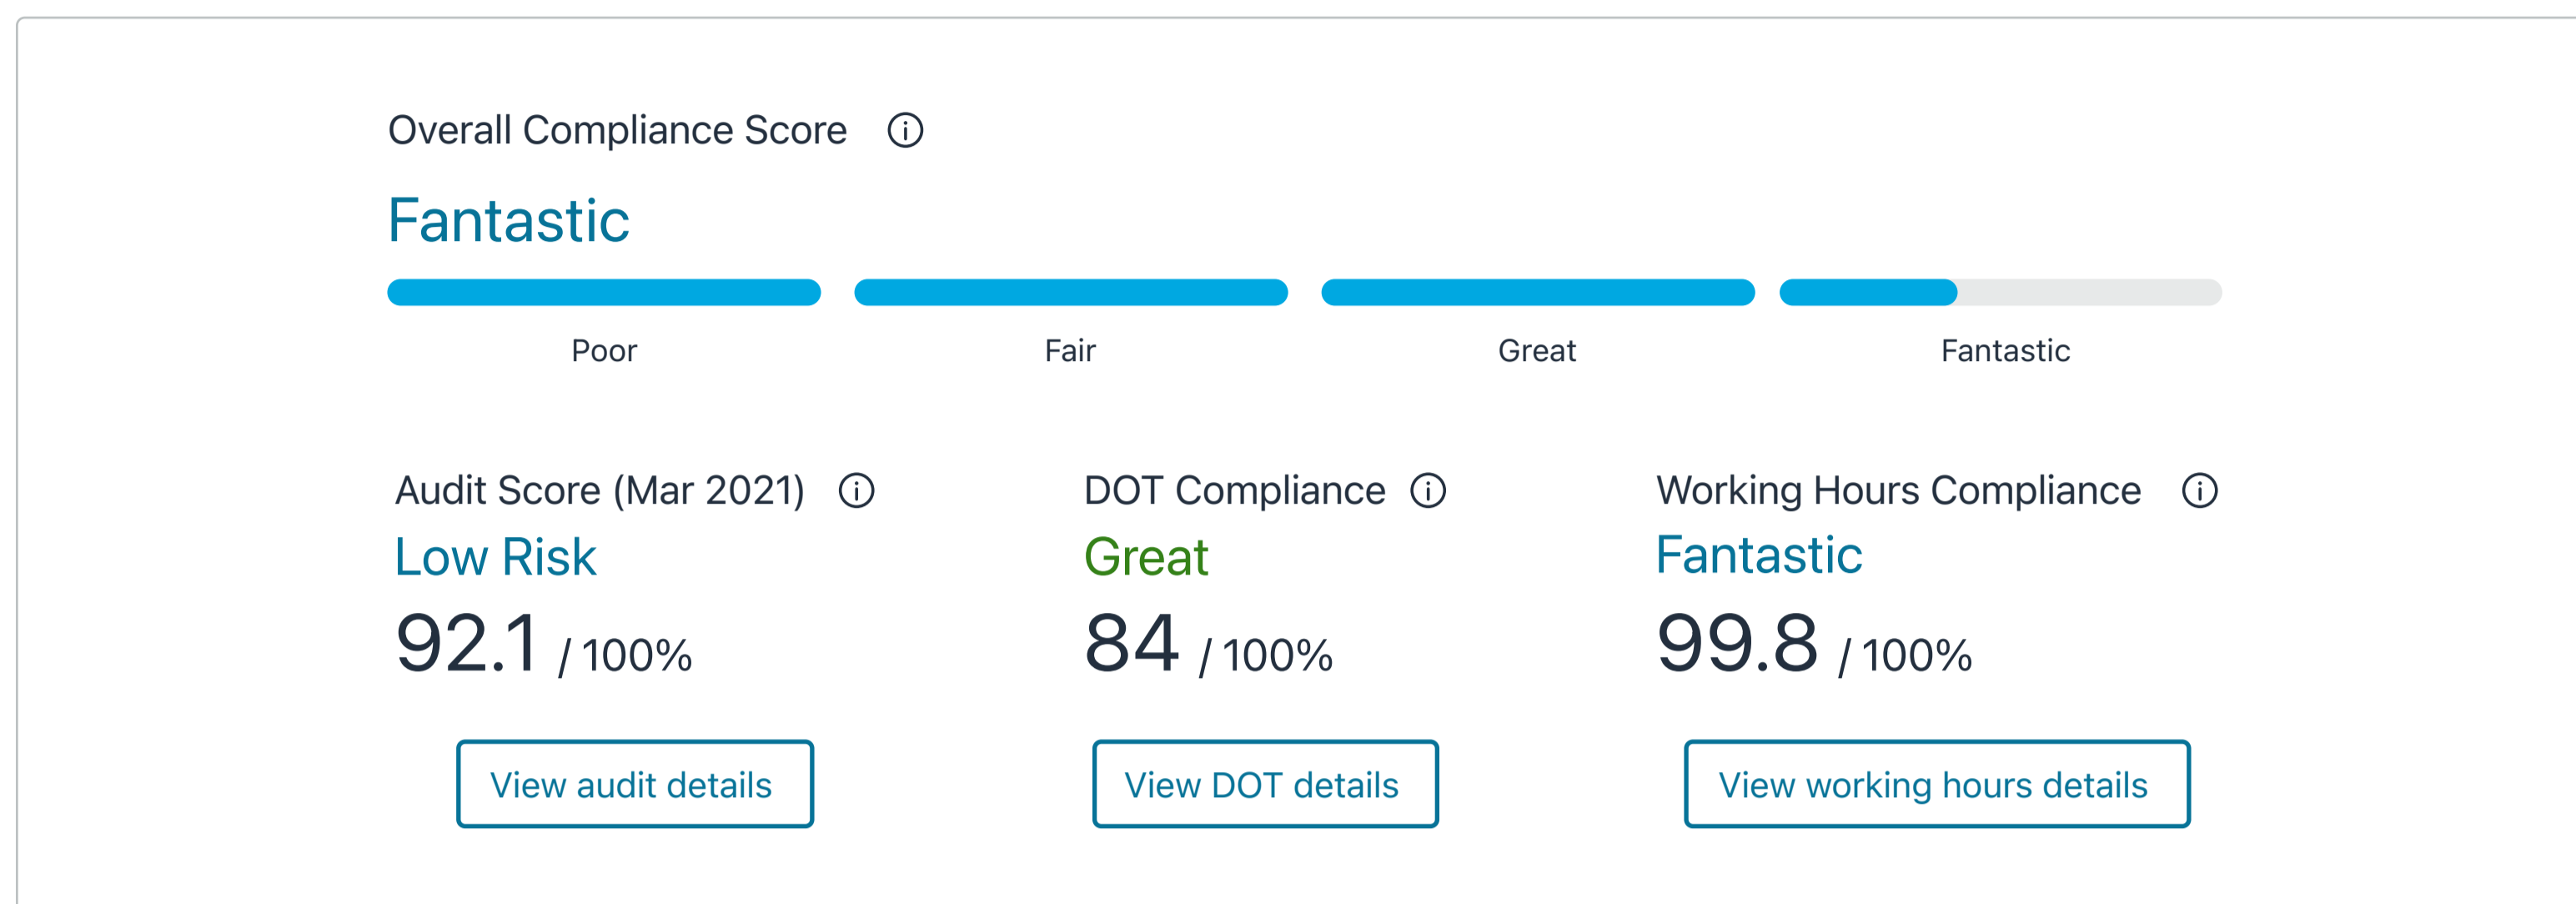 Overall Compliance Score
Fantastic
Poor Fair Great Fantastic
Audit Score (Mar 2021)
Low Risk
92.1 / 100%
View audit details
DOT Compliance
Great
84 / 100%
View DOT details
Working Hours Compliance
Fantastic
99.8 / 100%
View working hours details